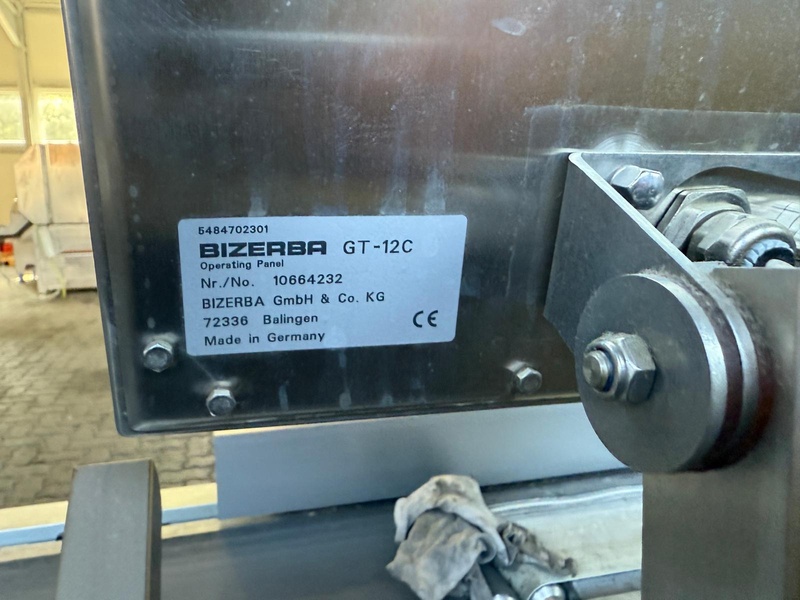 5484702301
BIZERBA GT-12C
Operating Panel
Nr./No. 10664232
BIZERBA GmbH & Co. KG
72336 Balingen
Made in Germany CE